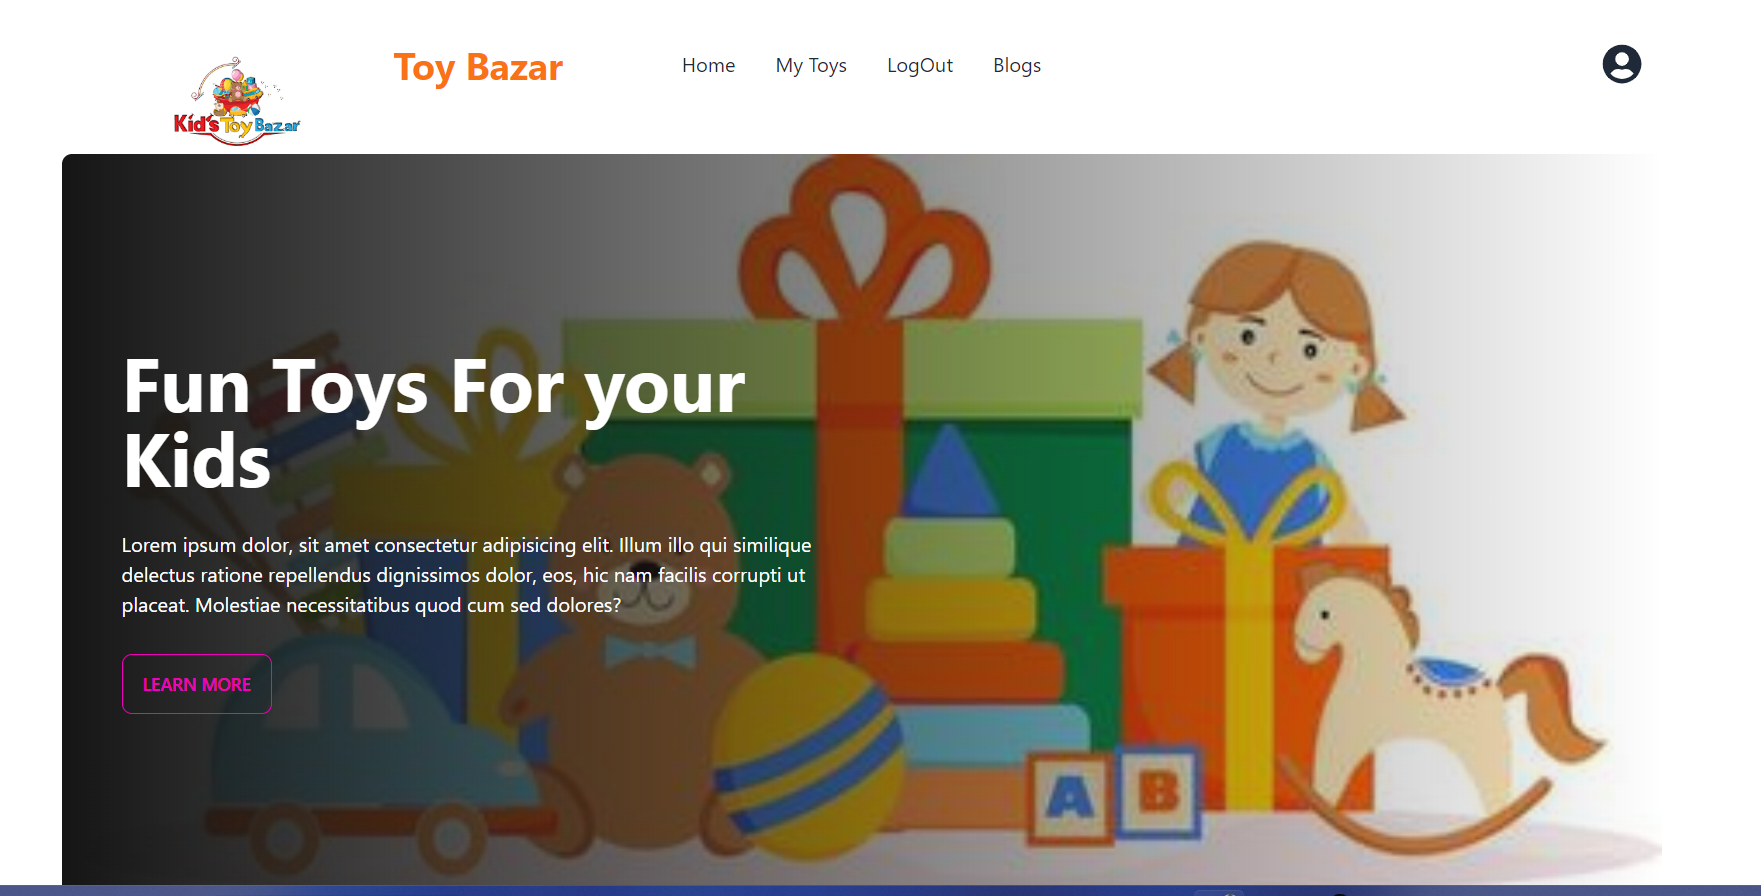 Kid's Toy Bazar
Toy Bazar
Home
My Toys
LogOut
Blogs
Fun Toys For your
Kids
Lorem ipsum dolor, sit amet consectetur adipisicing elit. Illum illo qui similique
delectus ratione repellendus dignissimos dolor, eos, hic nam facilis corrupti ut
placeat. Molestiae necessitatibus quod cum sed dolores?
LEARN MORE
A
B